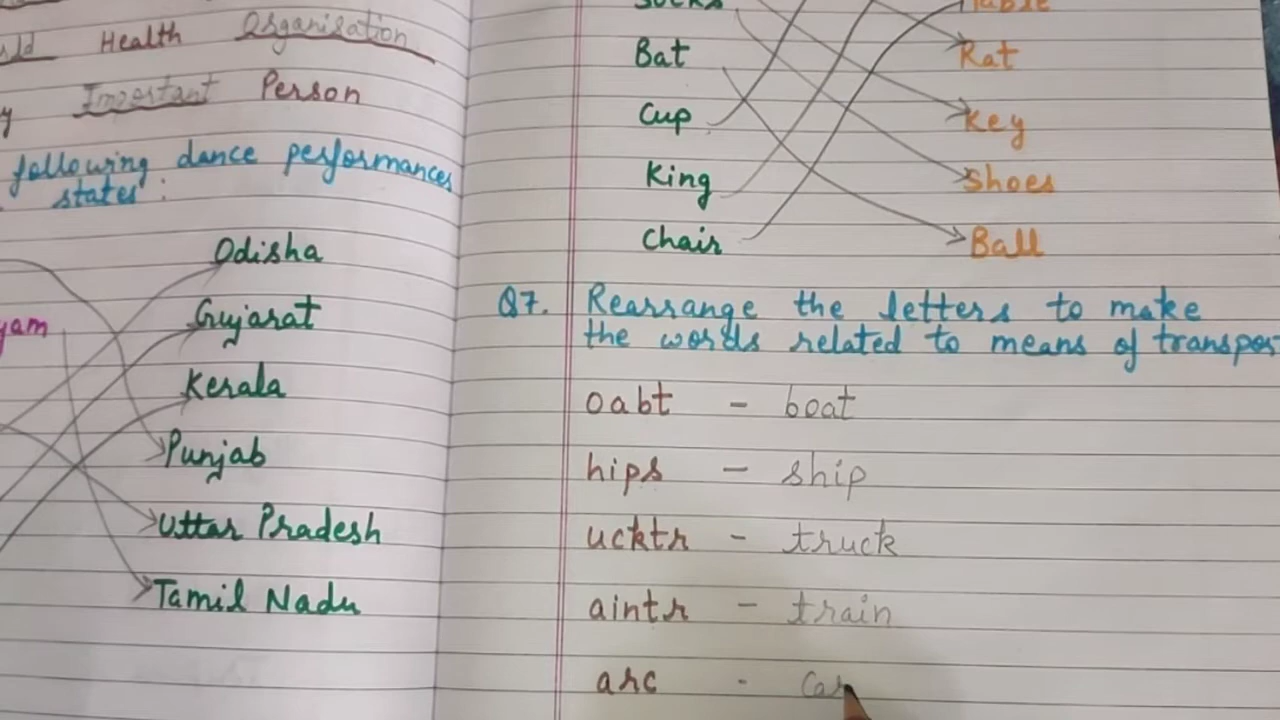 Health Organisation
Important Person
following dance performances
states:
Odisha
Gujarat
Kerala
Punjab
Uttar Pradesh
Tamil Nadu
Bat
Rat
Cup
Key
King
Shoes
Chair
Ball
Q7. Rearrange the letters to make
the words related to means of
oabt - boat
hips - ship
ucktr - truck
aintr - train
arc - Car